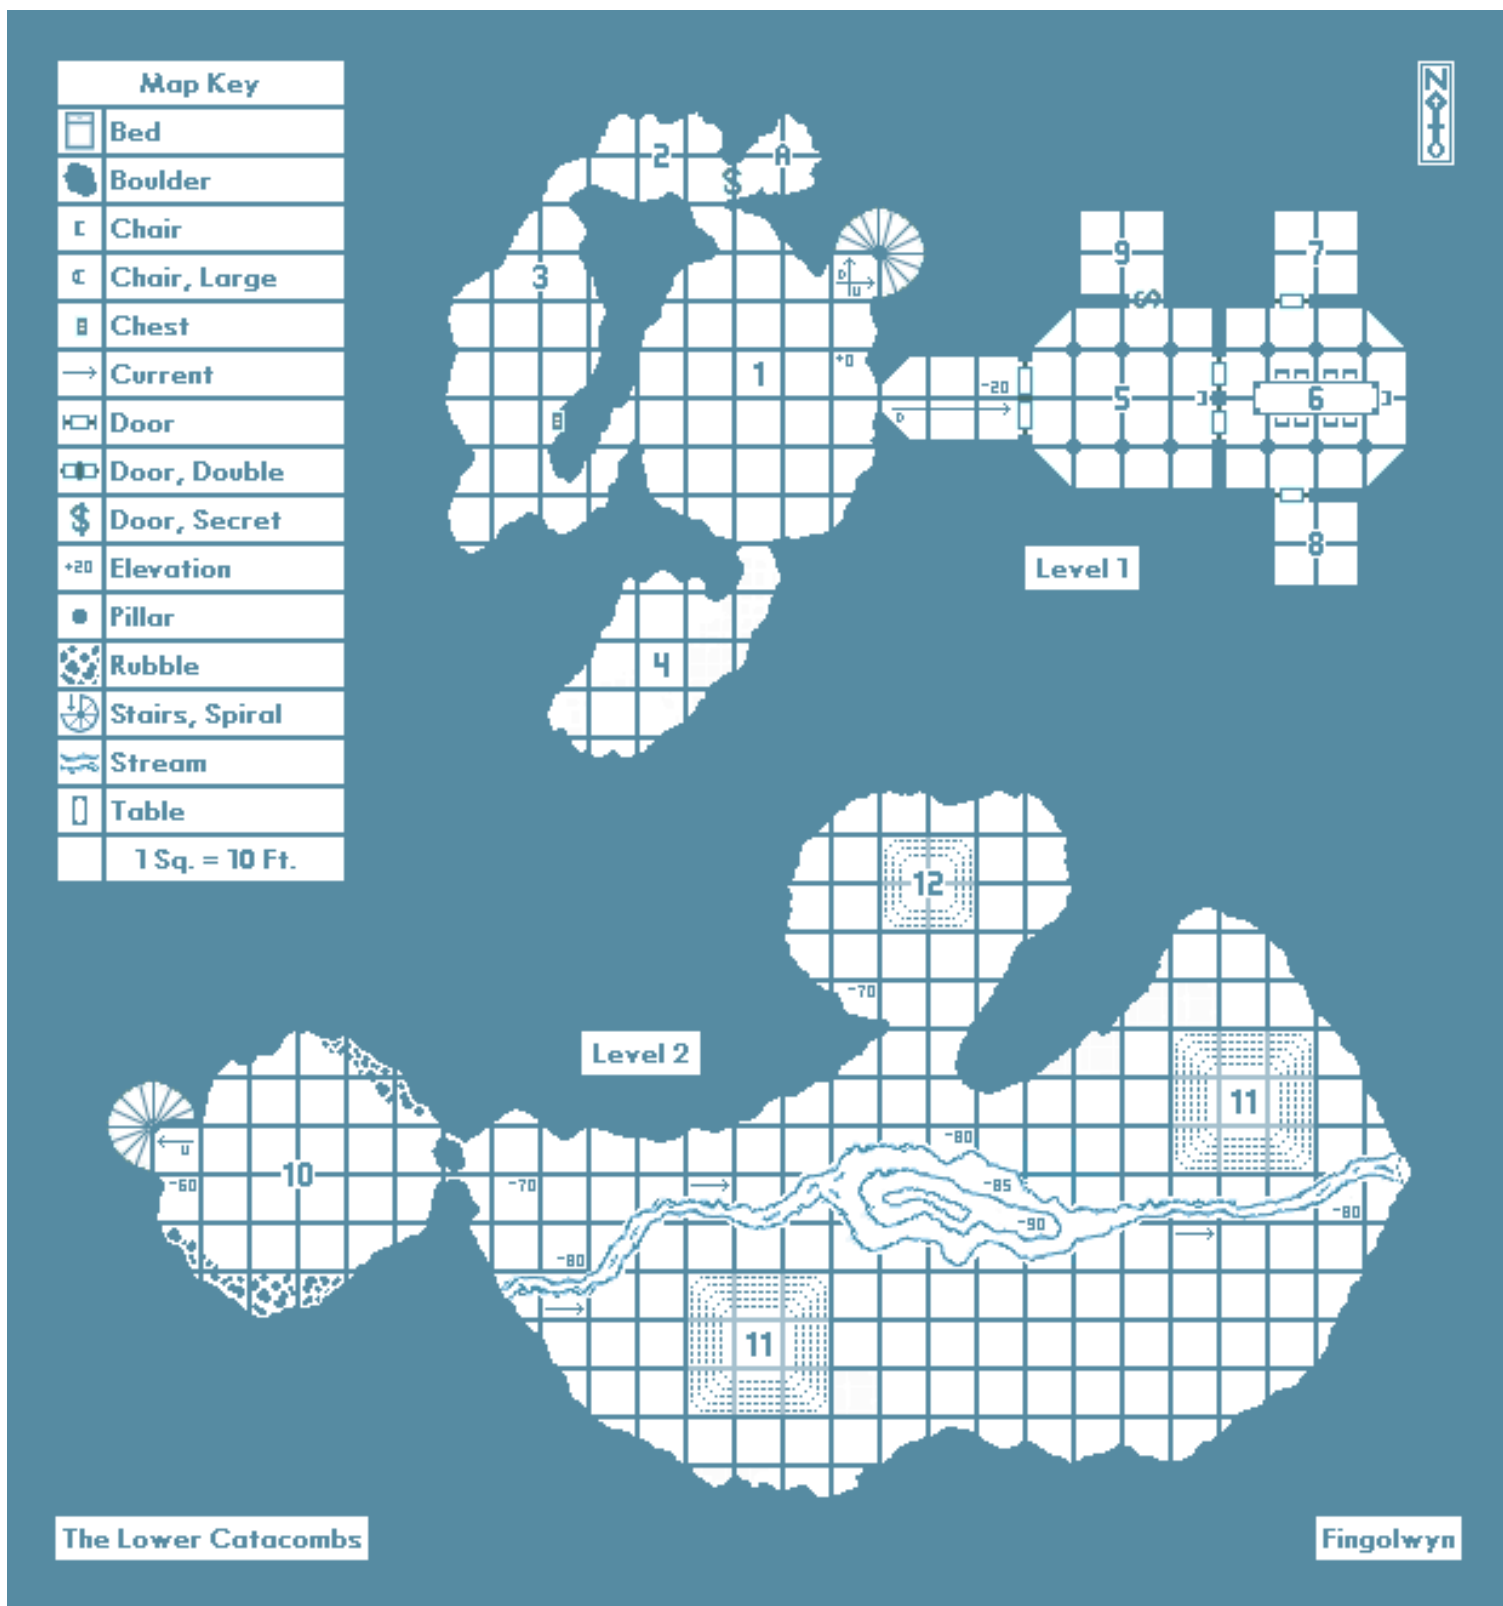 Map Key
Bed
Boulder
Chair
Chair, Large
Chest
Current
Door
Door, Double
$ Door, Secret
+20 Elevation
Pillar
Rubble
Stairs, Spiral
Stream
Table
1 Sq. = 10 Ft.
N
2
A
$
3
D
U
9
7
$
+0
1
-20
D
5
6
8
Level 1
4
12
-70
Level 2
11
U
-60
10
-70
-80
-85
-90
-80
-80
11
The Lower Catacombs
Fingolwyn